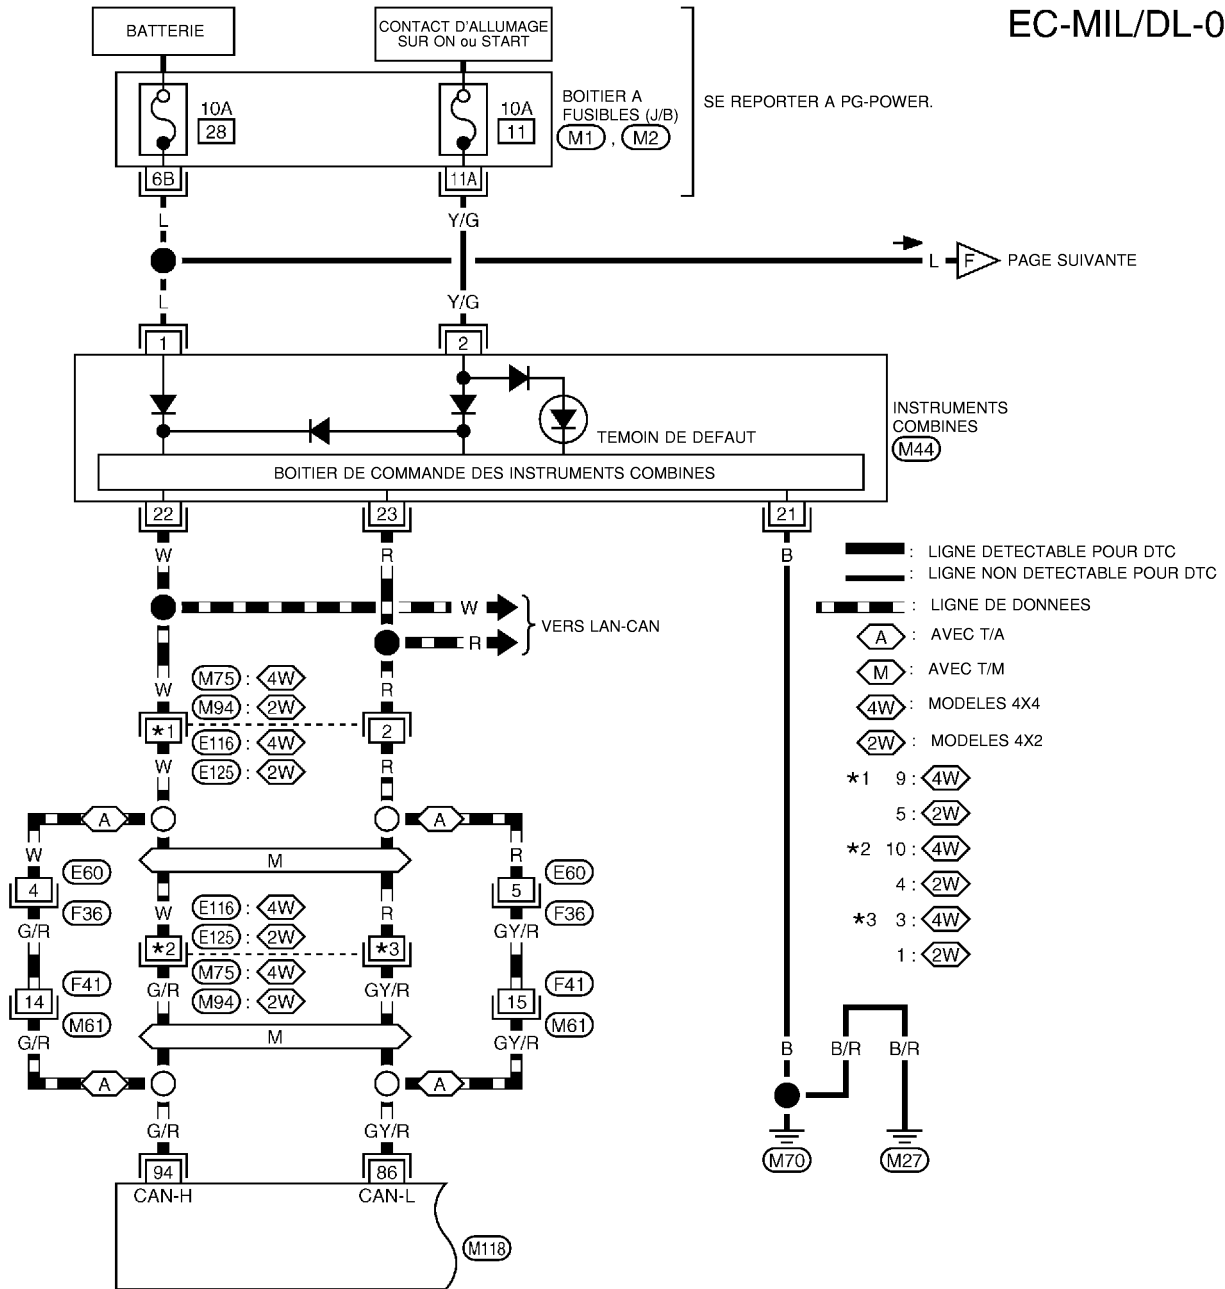 EC-MIL/DL-0
BATTERIE
CONTACT D'ALLUMAGE
SUR ON ou START
10A
28
10A
11
BOITIER A
FUSIBLES (J/B)
M1 , M2
SE REPORTER A PG-POWER.
6B
11A
L
Y/G
L
F
PAGE SUIVANTE
L
Y/G
1
2
TEMOIN DE DEFAUT
INSTRUMENTS
COMBINES
M44
BOITIER DE COMMANDE DES INSTRUMENTS COMBINES
22
23
21
W
R
B
W
R
VERS LAN-CAN
: LIGNE DETECTABLE POUR DTC
: LIGNE NON DETECTABLE POUR DTC
: LIGNE DE DONNEES
A : AVEC T/A
M : AVEC T/M
4W : MODELES 4X4
2W : MODELES 4X2
*1 9 : 4W
5 : 2W
*2 10 : 4W
4 : 2W
*3 3 : 4W
1 : 2W
W
M75 : 4W
M94 : 2W
R
*1
2
W
E116 : 4W
E125 : 2W
R
A
A
W
M
R
4
E60
F36
G/R
W
E116 : 4W
E125 : 2W
R
*2
*3
G/R
M75 : 4W
M94 : 2W
GY/R
5
E60
F36
GY/R
14
F41
M61
G/R
M
15
F41
M61
GY/R
A
A
G/R
GY/R
94
86
CAN-H
CAN-L
M118
B
B/R
B/R
M70
M27